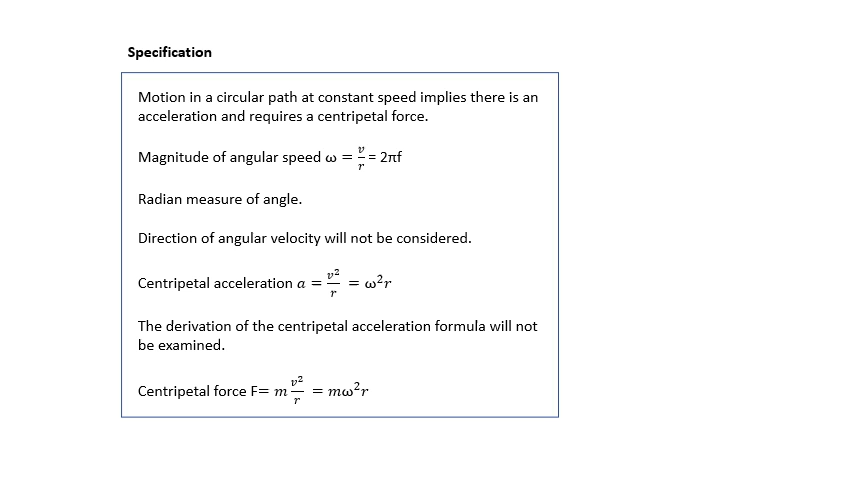 Specification
Motion in a circular path at constant speed implies there is an
acceleration and requires a centripetal force.
Magnitude of angular speed ω = v/r = 2πf
Radian measure of angle.
Direction of angular velocity will not be considered.
Centripetal acceleration a = v²/r = ω²r
The derivation of the centripetal acceleration formula will not
be examined.
Centripetal force F= m v²/r = mω²r